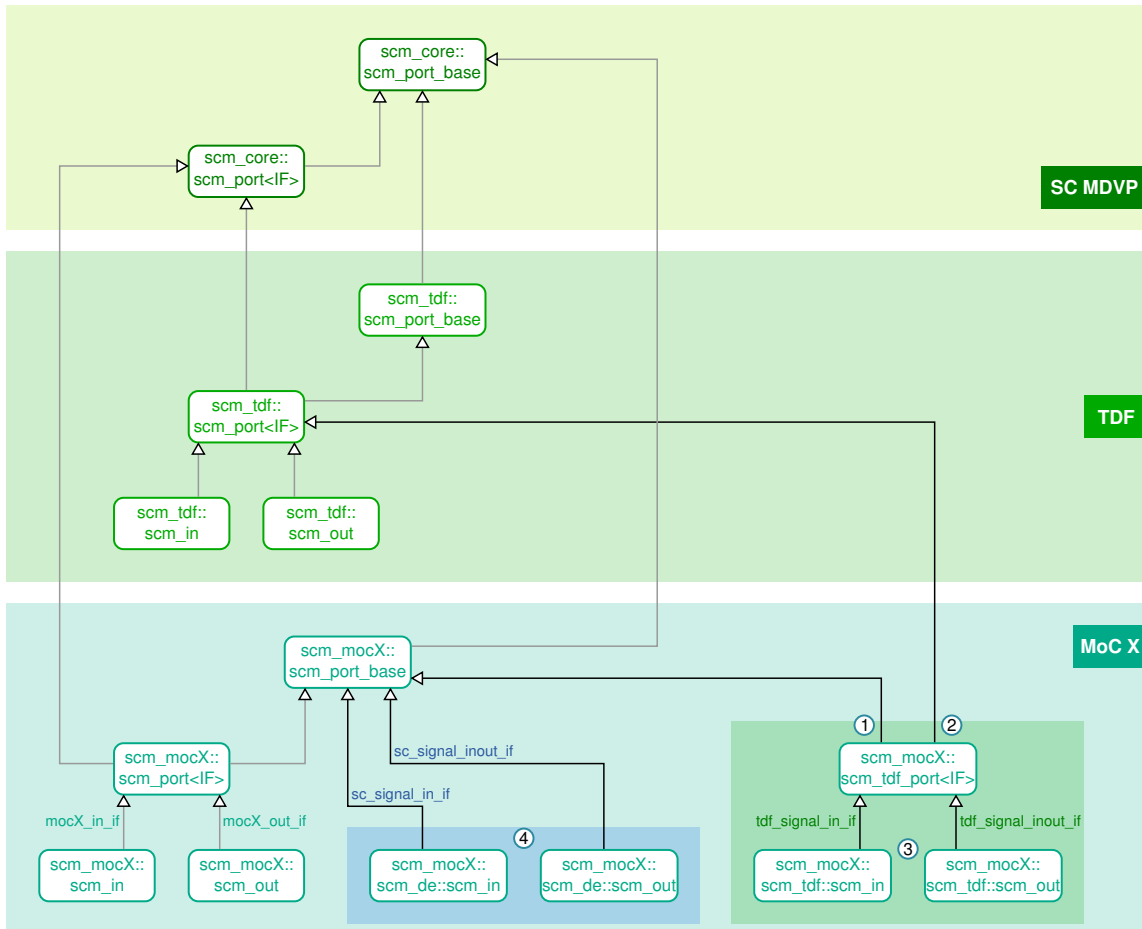 scm_core::
scm_port_base
scm_core::
scm_port<IF>
SC MDVP
scm_tdf::
scm_port_base
scm_tdf::
scm_port<IF>
TDF
scm_tdf::
scm_in
scm_tdf::
scm_out
MoC X
scm_mocX::
scm_port_base
1
2
sc_signal_inout_if
scm_mocX::
scm_port<IF>
scm_mocX::
scm_tdf_port<IF>
sc_signal_in_if
mocX_in_if
mocX_out_if
tdf_signal_in_if
tdf_signal_inout_if
4
3
scm_mocX::
scm_in
scm_mocX::
scm_out
scm_mocX::
scm_de::scm_in
scm_mocX::
scm_de::scm_out
scm_mocX::
scm_tdf::scm_in
scm_mocX::
scm_tdf::scm_out